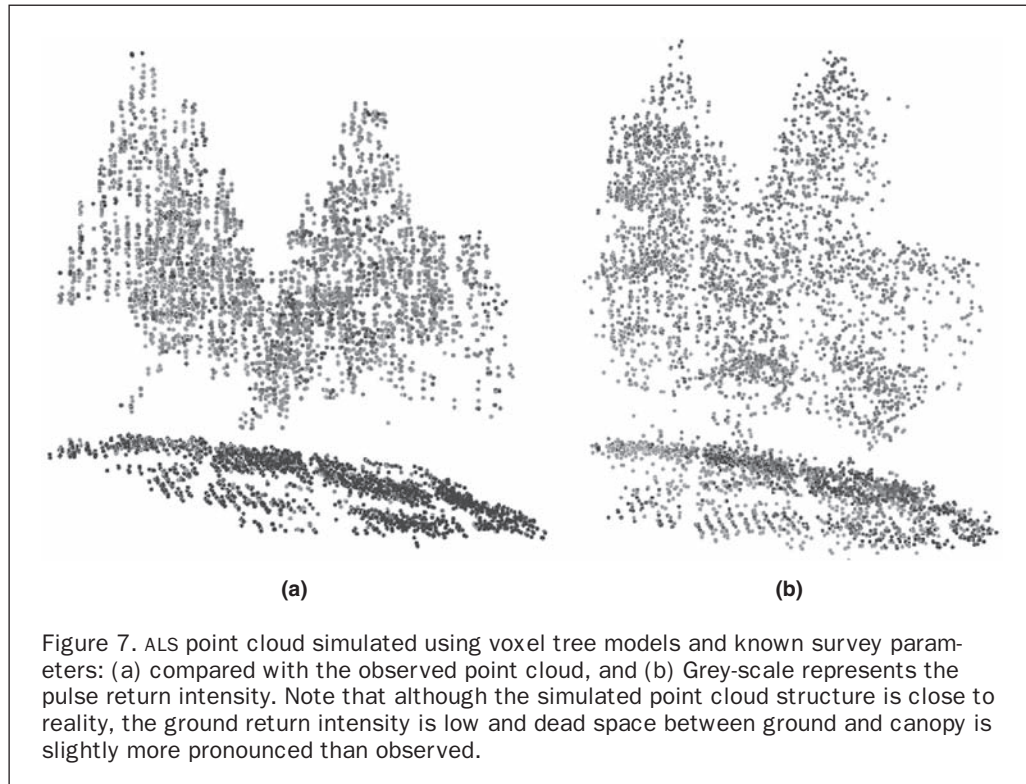 (a)
(b)
Figure 7. ALS point cloud simulated using voxel tree models and known survey param-
eters: (a) compared with the observed point cloud, and (b) Grey-scale represents the
pulse return intensity. Note that although the simulated point cloud structure is close to
reality, the ground return intensity is low and dead space between ground and canopy is
slightly more pronounced than observed.